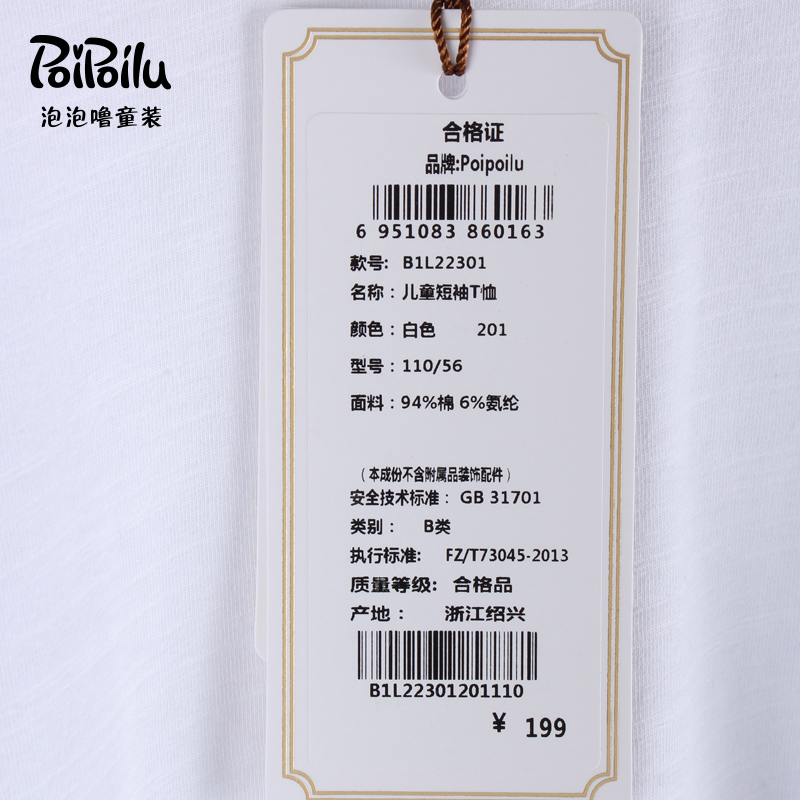 PoiPoilu
泡泡噜童装
合格证
品牌:Poipoilu
6 951083 860163
款号: B1L22301
名称：儿童短袖T恤
颜色：白色 201
型号：110/56
面料：94%棉 6%氨纶
（本成份不含附属品装饰配件）
安全技术标准： GB 31701
类别： B类
执行标准: FZ/T73045-2013
质量等级: 合格品
产地： 浙江绍兴
B1L22301201110
¥ 199